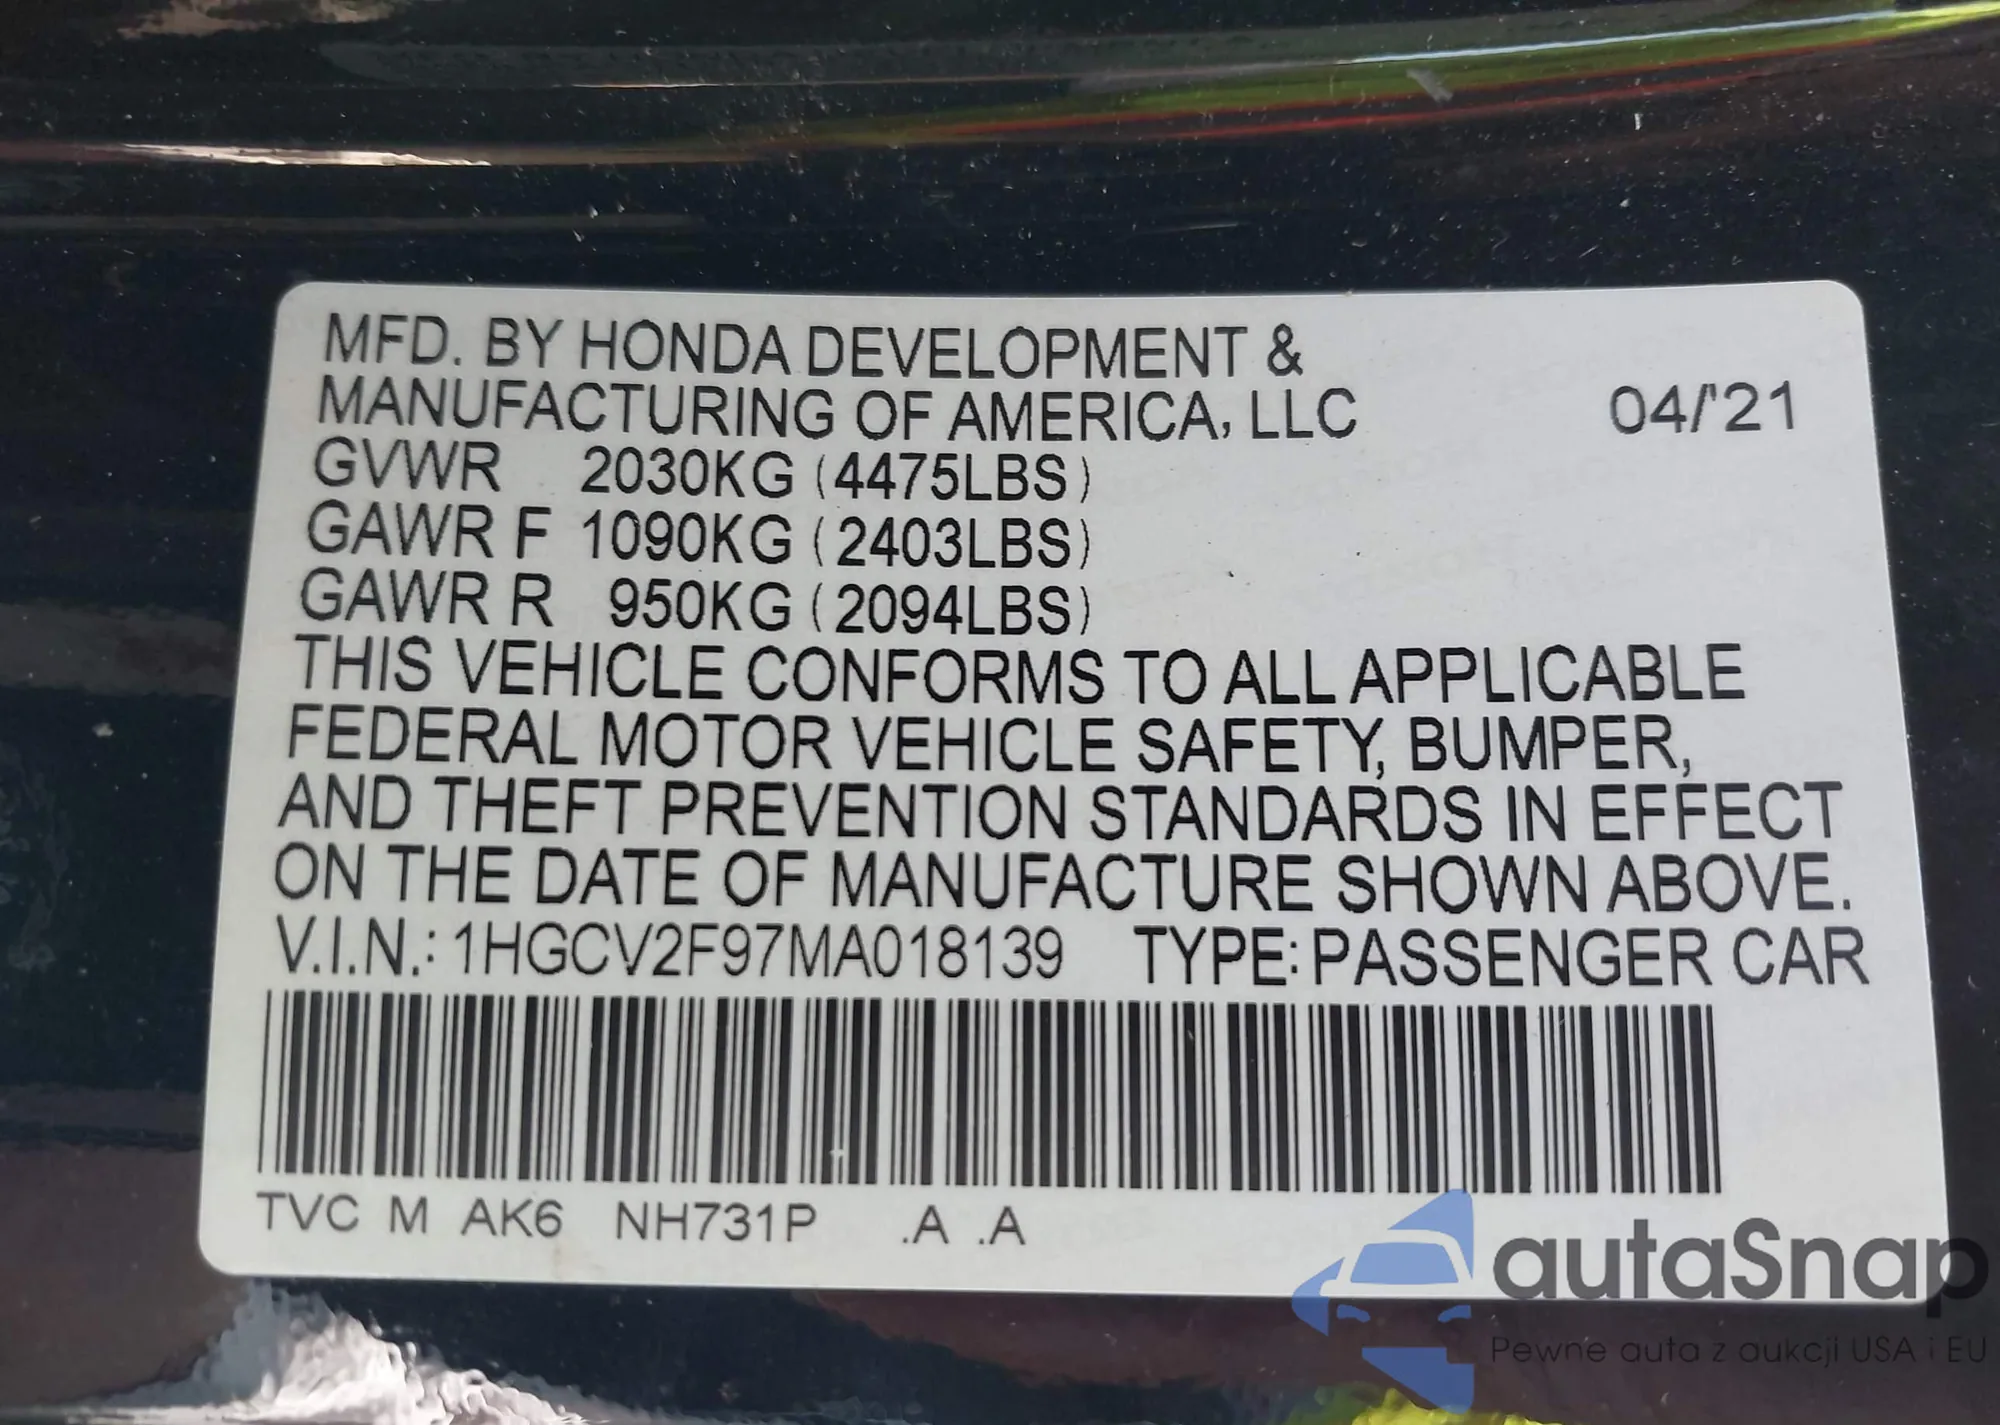 MFD. BY HONDA DEVELOPMENT &
MANUFACTURING OF AMERICA, LLC 04/'21
GVWR 2030KG (4475LBS)
GAWR F 1090KG (2403LBS)
GAWR R 950KG (2094LBS)
THIS VEHICLE CONFORMS TO ALL APPLICABLE
FEDERAL MOTOR VEHICLE SAFETY, BUMPER,
AND THEFT PREVENTION STANDARDS IN EFFECT
ON THE DATE OF MANUFACTURE SHOWN ABOVE.
V.I.N.: 1HGCV2F97MA018139 TYPE: PASSENGER CAR
TVC M AK6 NH731P .A .A
autaSnap
Pewne auta z aukcji USA i EU